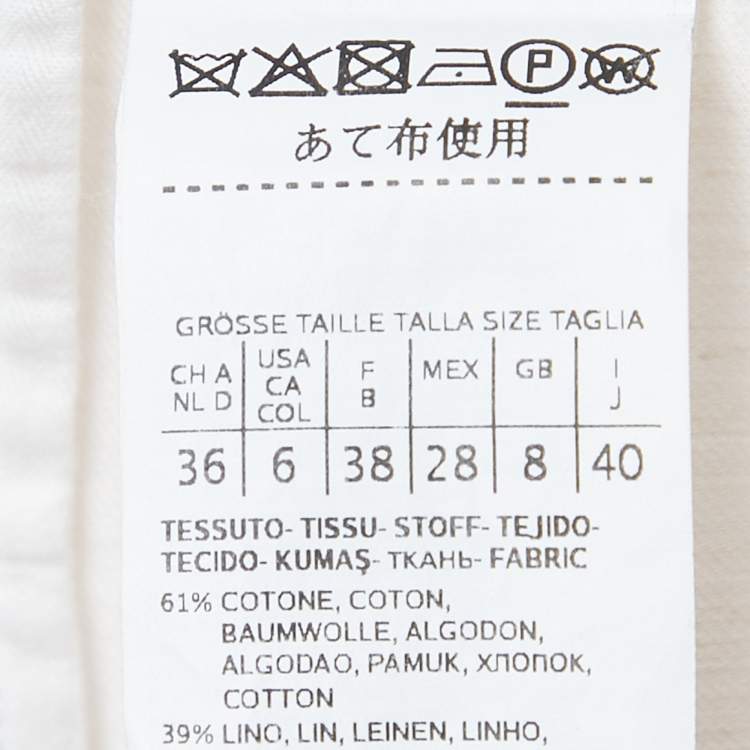 P W
あて布使用
GRÖSSE TAILLE TALLA SIZE TAGLIA
CH A NL D | USA CA COL | F B | MEX | GB | I J
36 | 6 | 38 | 28 | 8 | 40
TESSUTO- TISSU- STOFF- TEJIDO-
TECIDO- KUMAŞ- ТКАНЬ- FABRIC
61% COTONE, COTON,
BAUMWOLLE, ALGODON,
ALGODAO, PAMUK, ХЛОПОК,
COTTON
39% LINO, LIN, LEINEN, LINHO,